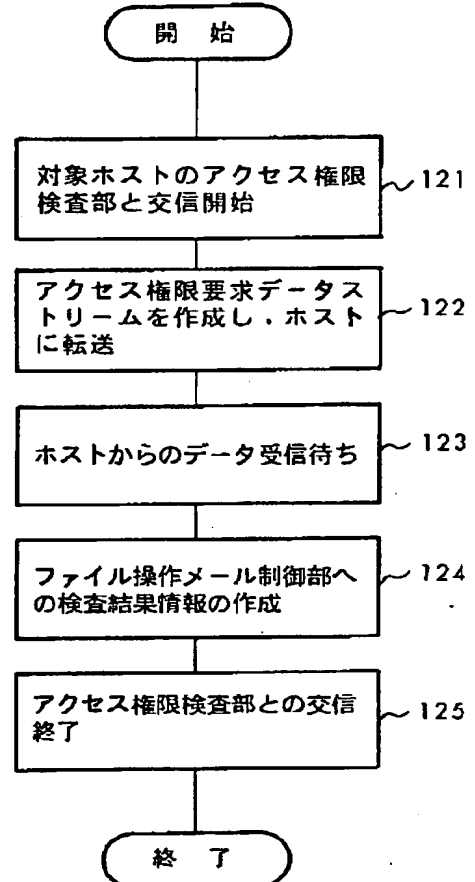 開 始
対象ホストのアクセス権限
検査部と交信開始
121
アクセス権限要求データス
トリームを作成し．ホスト
に転送
122
ホストからのデータ受信待ち
123
ファイル操作メール制御部へ
の検査結果情報の作成
124
アクセス権限検査部との交信
終了
125
終 了